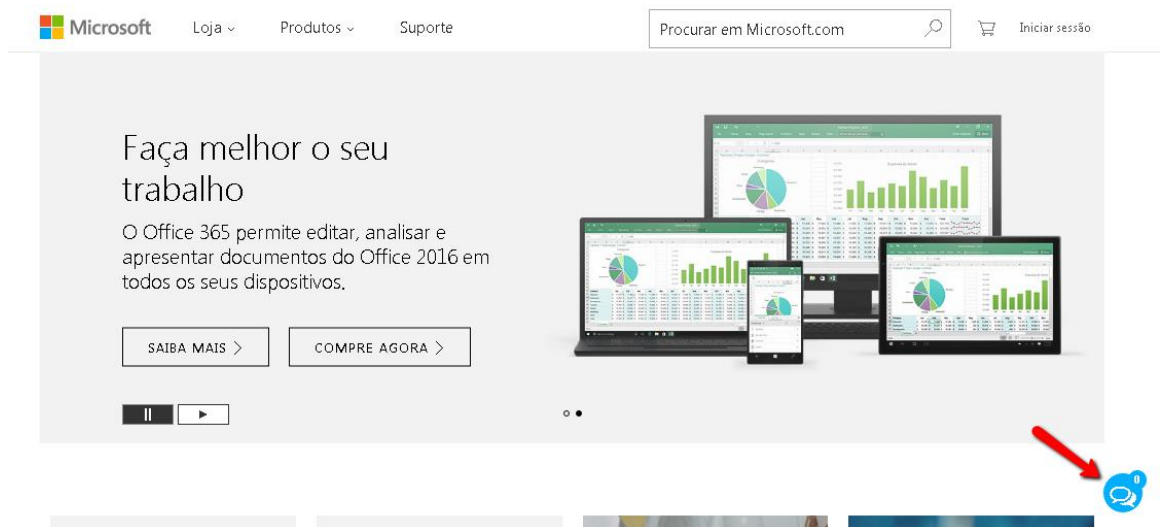 Microsoft Loja Produtos Suporte Procurar em Microsoft.com Iniciar sessão
Faça melhor o seu
trabalho
O Office 365 permite editar, analisar e
apresentar documentos do Office 2016 em
todos os seus dispositivos.
SAIBA MAIS COMPRE AGORA
0